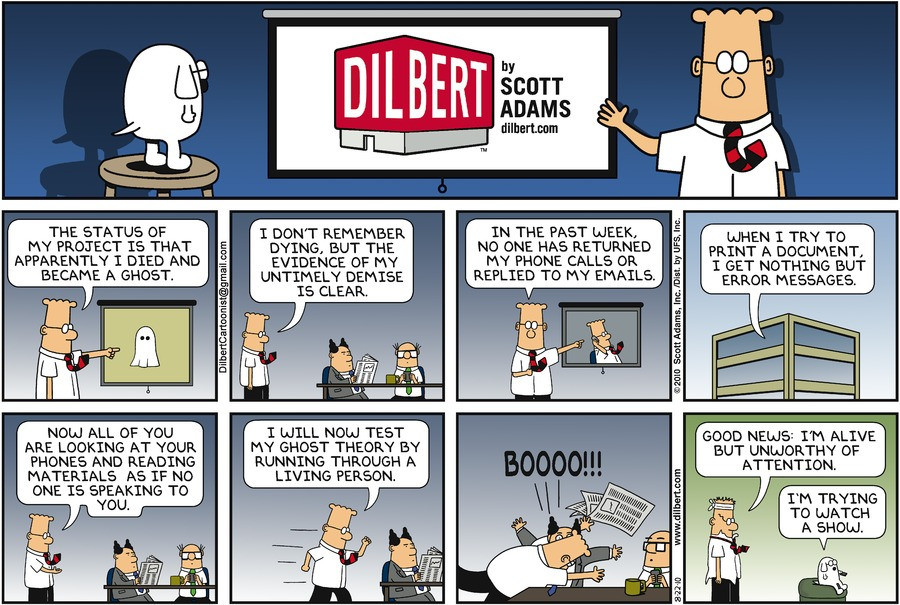 DILBERT
by
SCOTT
ADAMS
dilbert.com
TM
THE STATUS OF
MY PROJECT IS THAT
APPARENTLY I DIED AND
BECAME A GHOST.
DilbertCartoonist@gmail.com
I DON'T REMEMBER
DYING, BUT THE
EVIDENCE OF MY
UNTIMELY DEMISE
IS CLEAR.
IN THE PAST WEEK,
NO ONE HAS RETURNED
MY PHONE CALLS OR
REPLIED TO MY EMAILS.
© 2010 Scott Adams, Inc. /Dist. by UFS, Inc.
WHEN I TRY TO
PRINT A DOCUMENT,
I GET NOTHING BUT
ERROR MESSAGES.
NOW ALL OF YOU
ARE LOOKING AT YOUR
PHONES AND READING
MATERIALS AS IF NO
ONE IS SPEAKING TO
YOU.
I WILL NOW TEST
MY GHOST THEORY BY
RUNNING THROUGH A
LIVING PERSON.
BOOOO!!!
8-22-10
www.dilbert.com
GOOD NEWS: I'M ALIVE
BUT UNWORTHY OF
ATTENTION.
I'M TRYING
TO WATCH
A SHOW.